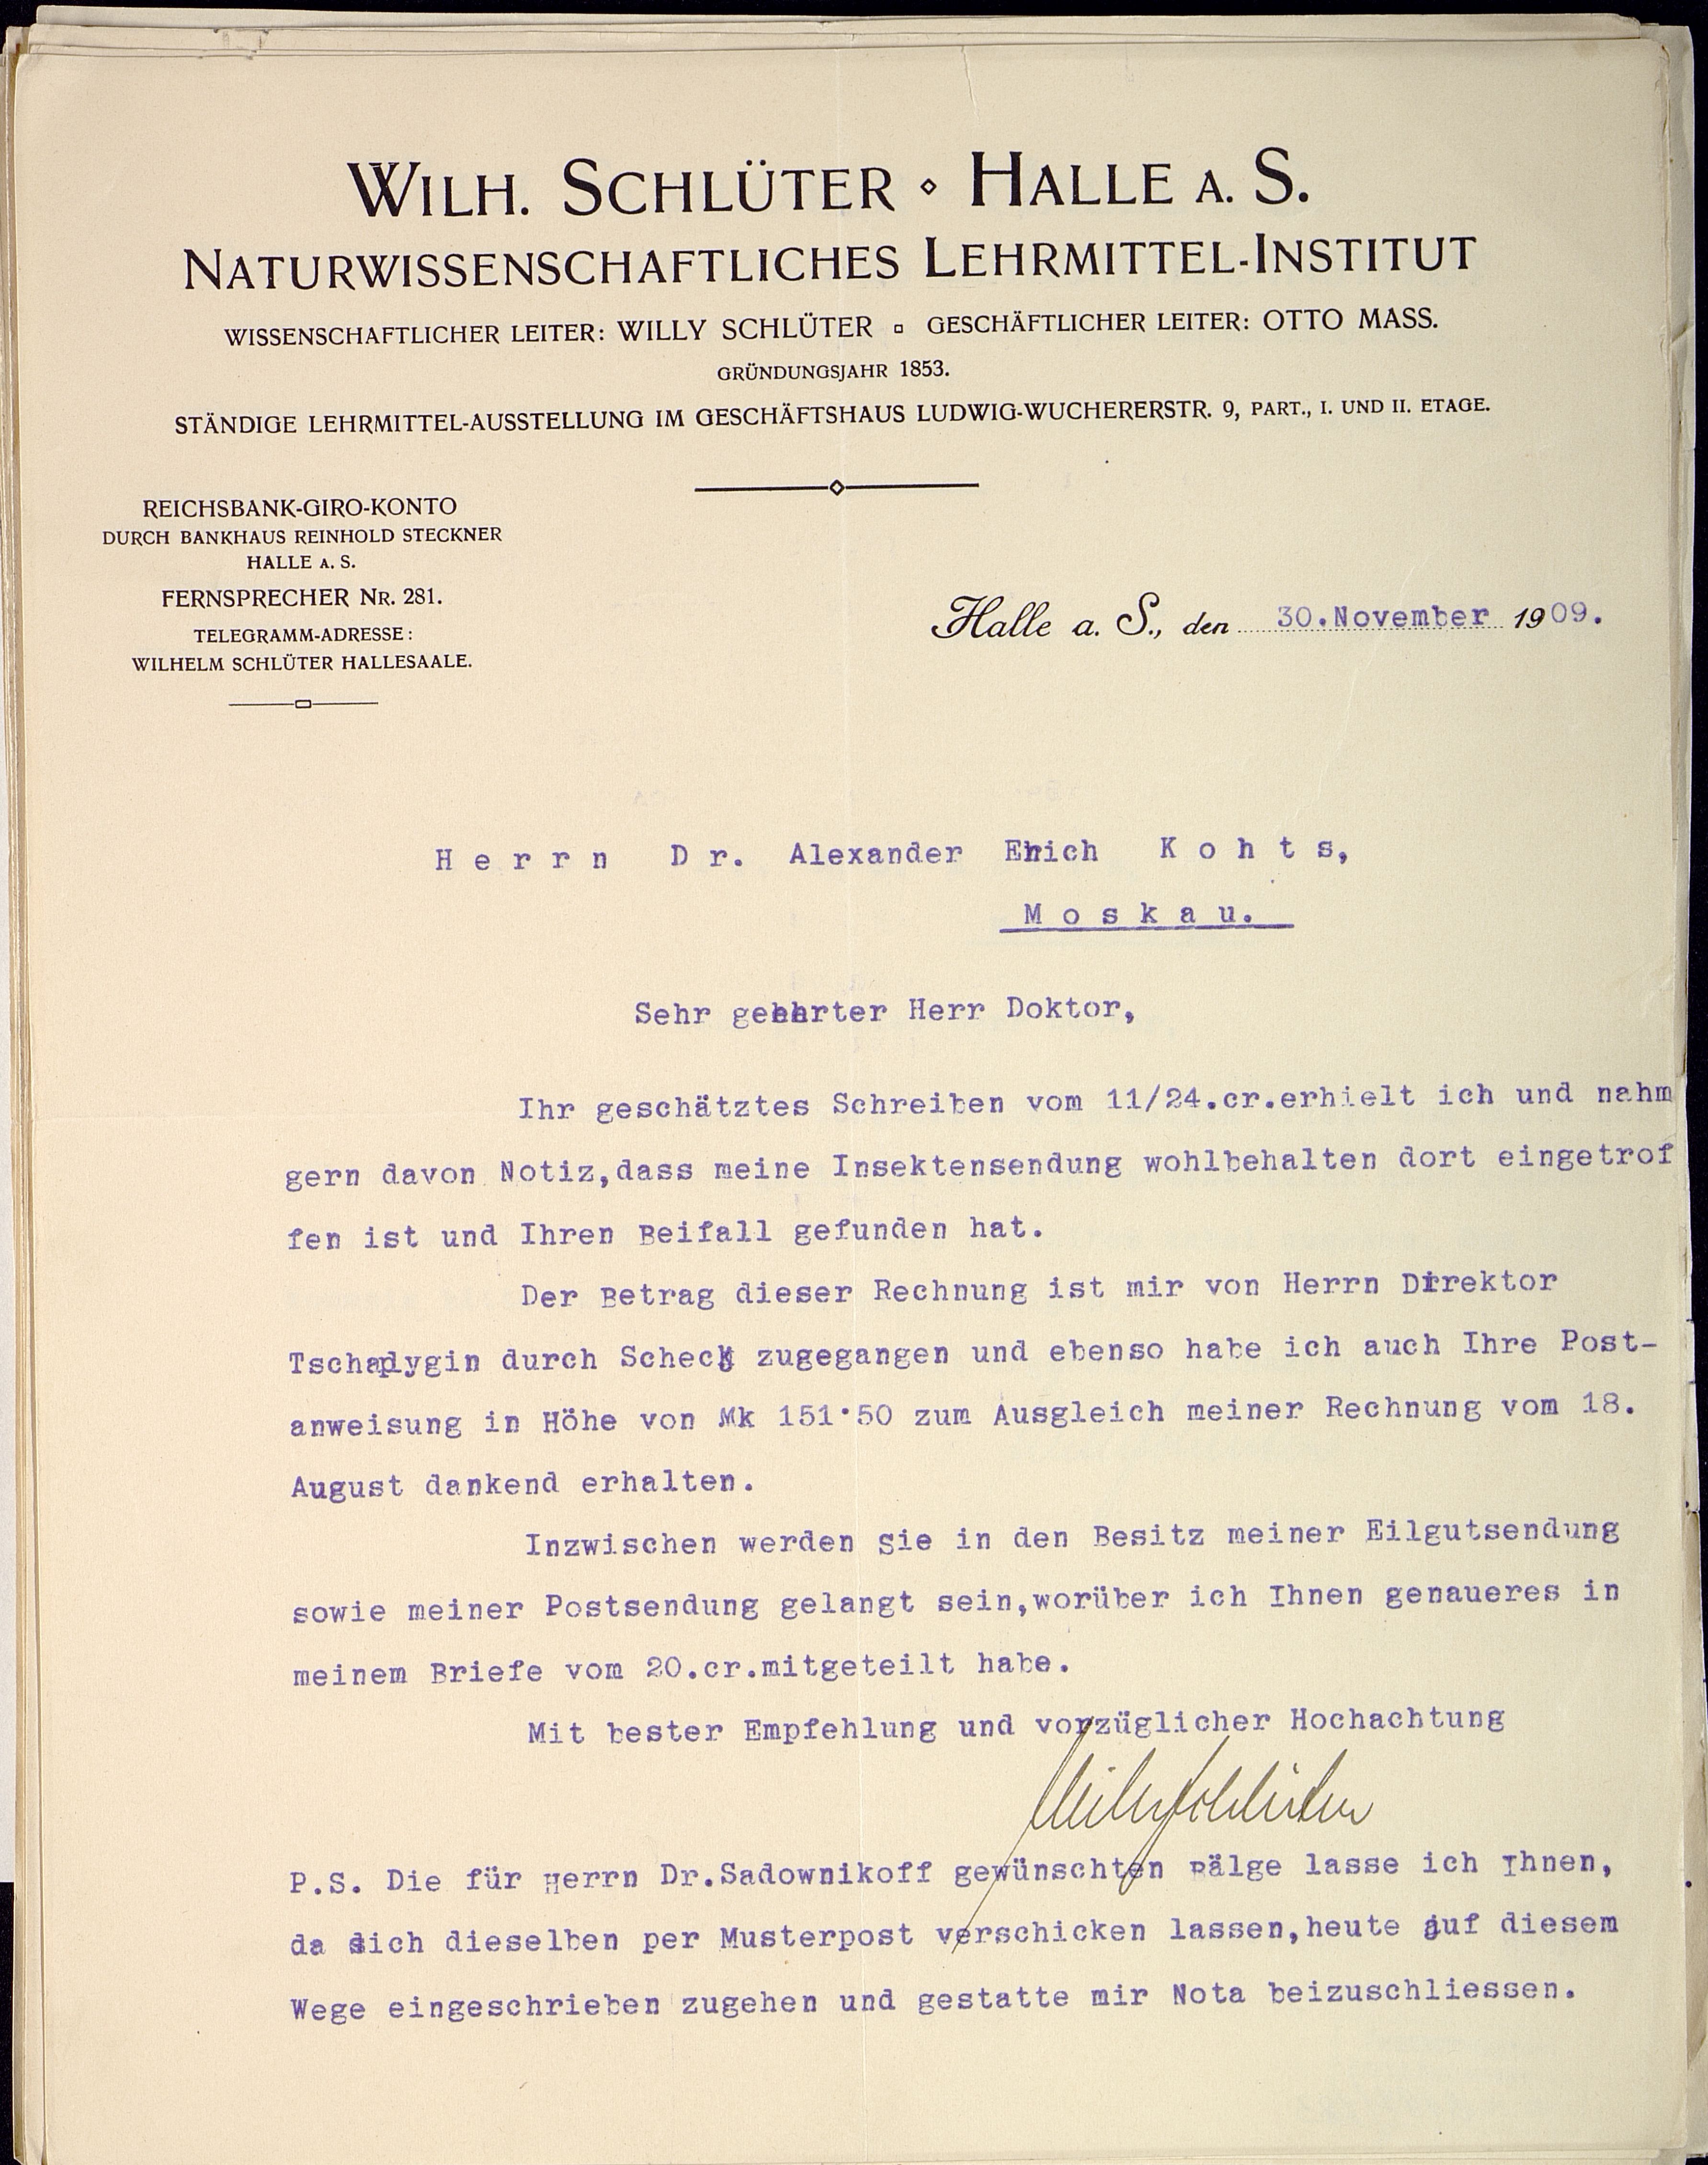 WILH. SCHLÜTER ⋄ HALLE A. S.
NATURWISSENSCHAFTLICHES LEHRMITTEL-INSTITUT
WISSENSCHAFTLICHER LEITER: WILLY SCHLÜTER ▫ GESCHÄFTLICHER LEITER: OTTO MASS.
GRÜNDUNGSJAHR 1853.
STÄNDIGE LEHRMITTEL-AUSSTELLUNG IM GESCHÄFTSHAUS LUDWIG-WUCHERERSTR. 9, PART., I. UND II. ETAGE.
REICHSBANK-GIRO-KONTO
DURCH BANKHAUS REINHOLD STECKNER
HALLE A. S.
FERNSPRECHER NR. 281.
TELEGRAMM-ADRESSE:
WILHELM SCHLÜTER HALLESAALE.
Halle a. S., den 30.November 1909.
Herrn Dr. Alexander Erich Kohts,
Moskau.
Sehr geehrter Herr Doktor,
Ihr geschätztes Schreiben vom 11/24.cr.erhielt ich und nahm
gern davon Notiz,dass meine Insektensendung wohlbehalten dort eingetrof
fen ist und Ihren Beifall gefunden hat.
Der Betrag dieser Rechnung ist mir von Herrn Direktor
Tschaplygin durch Scheck zugegangen und ebenso habe ich auch Ihre Post-
anweisung in Höhe von Mk 151·50 zum Ausgleich meiner Rechnung vom 18.
August dankend erhalten.
Inzwischen werden Sie in den Besitz meiner Eilgutsendung
sowie meiner Postsendung gelangt sein,worüber ich Ihnen genaueres in
meinem Briefe vom 20.cr.mitgeteilt habe.
Mit bester Empfehlung und vorzüglicher Hochachtung
Willy Schlüter
P.S. Die für Herrn Dr.Sadownikoff gewünschten Bälge lasse ich Ihnen,
da sich dieselben per Musterpost verschicken lassen,heute auf diesem
Wege eingeschrieben zugehen und gestatte mir Nota beizuschliessen.